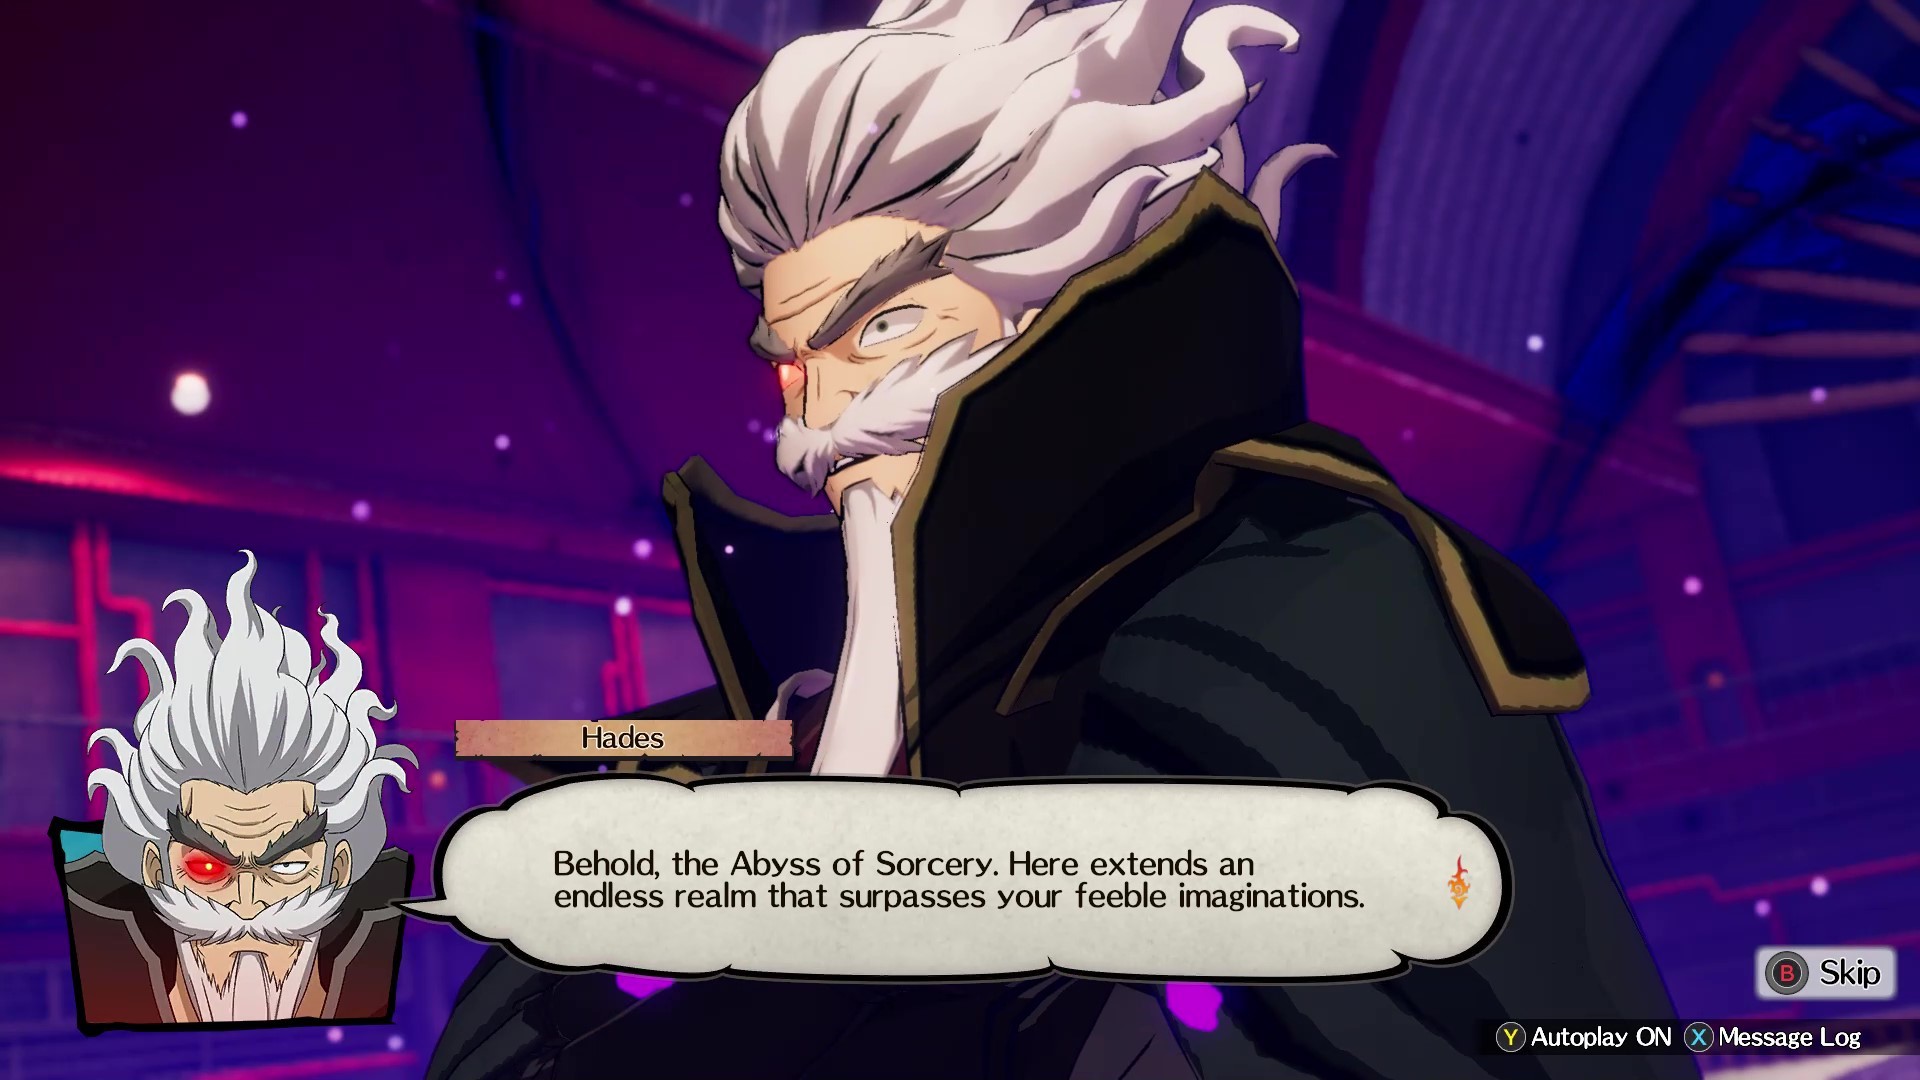 Hades
Behold, the Abyss of Sorcery. Here extends an
endless realm that surpasses your feeble imaginations.
B Skip
Y Autoplay ON X Message Log